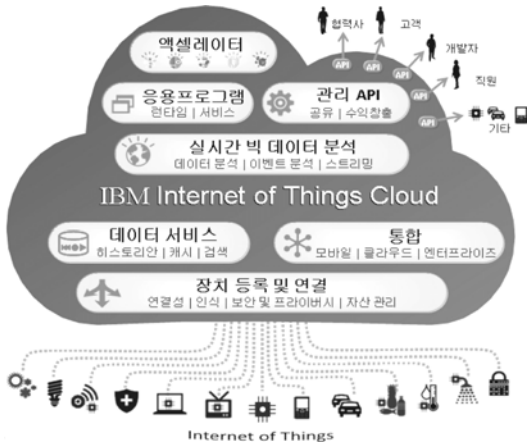 협력사
고객
개발자
직원
기타
API
API
API
API
API
액셀레이터
응용프로그램
런타임 | 서비스
관리 API
공유 | 수익창출
실시간 빅 데이터 분석
데이터 분석 | 이벤트 분석 | 스트리밍
IBM Internet of Things Cloud
데이터 서비스
히스토리안 | 캐시 | 검색
통합
모바일 | 클라우드 | 엔터프라이즈
장치 등록 및 연결
연결성 | 인식 | 보안 및 프라이버시 | 자산 관리
Internet of Things